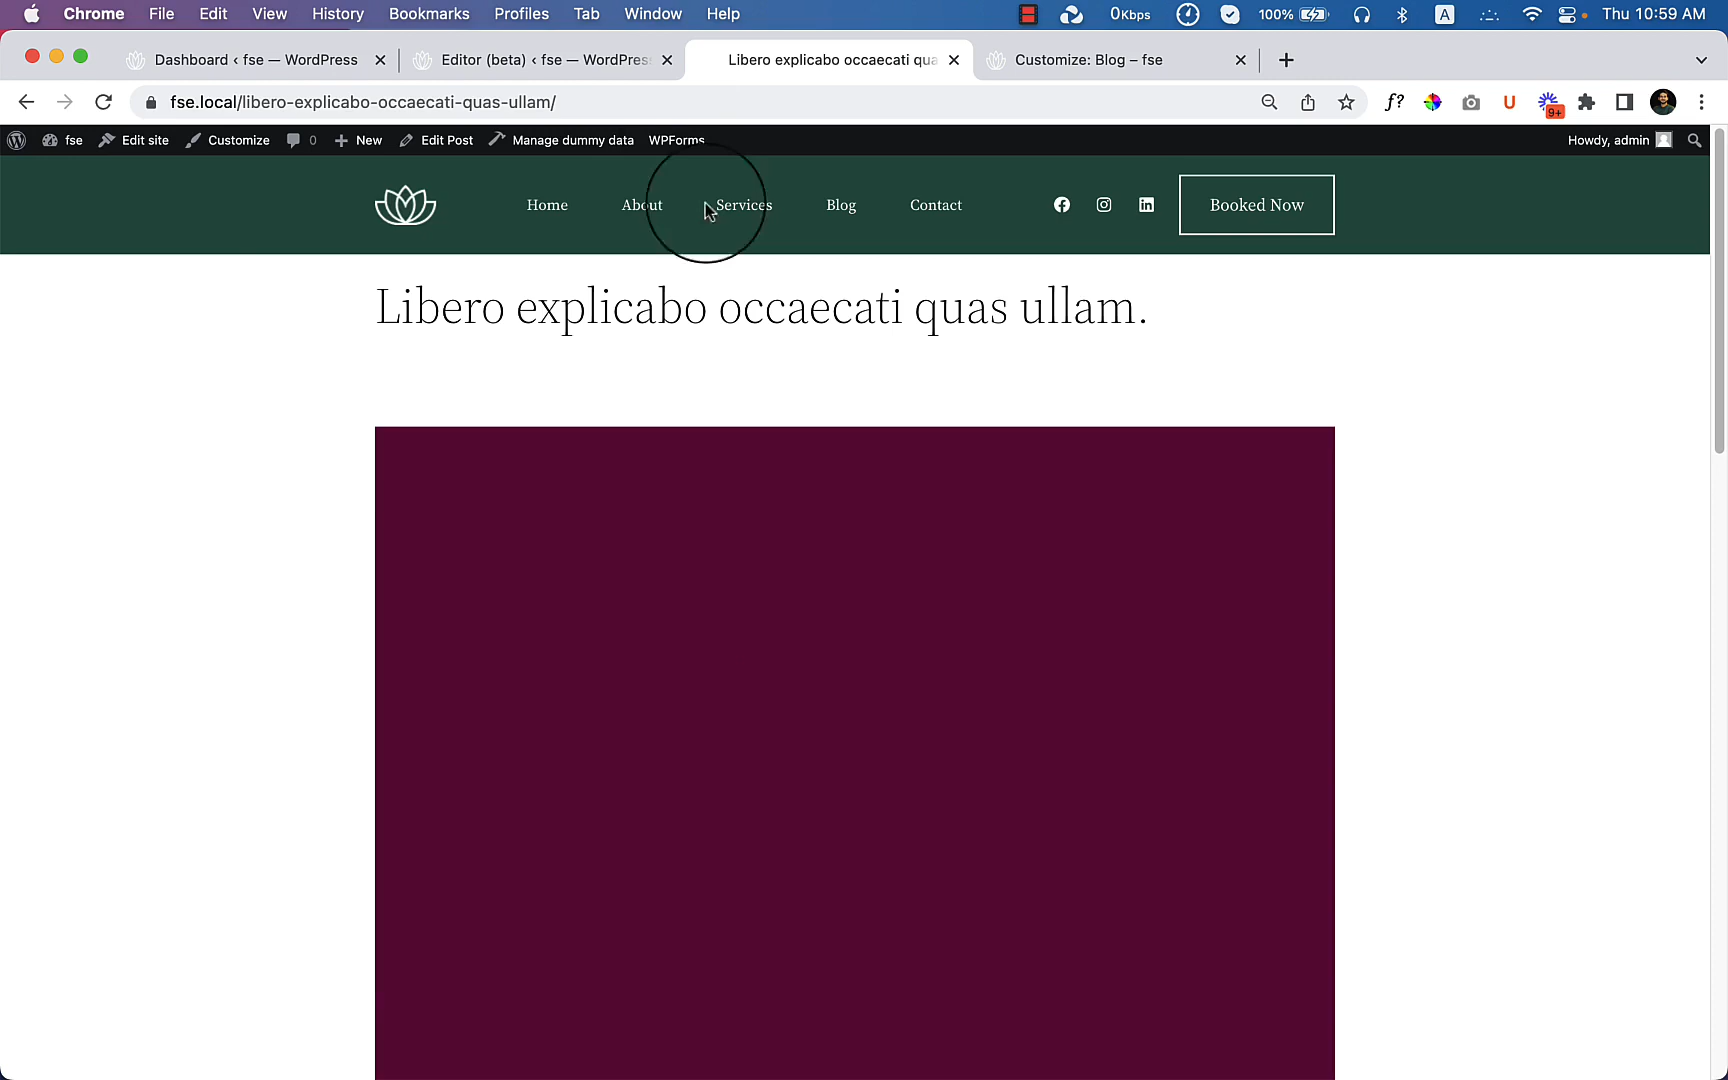 Chrome File Edit View History Bookmarks Profiles Tab Window Help 0Kbps 100% A Thu 10:59 AM
Dashboard ‹ fse — WordPress Editor (beta) ‹ fse — WordPress Libero explicabo occaecati qua Customize: Blog – fse
fse.local/libero-explicabo-occaecati-quas-ullam/ f? U 9+
fse Edit site Customize 0 New Edit Post Manage dummy data WPForms Howdy, admin
Home About Services Blog Contact Booked Now
Libero explicabo occaecati quas ullam.